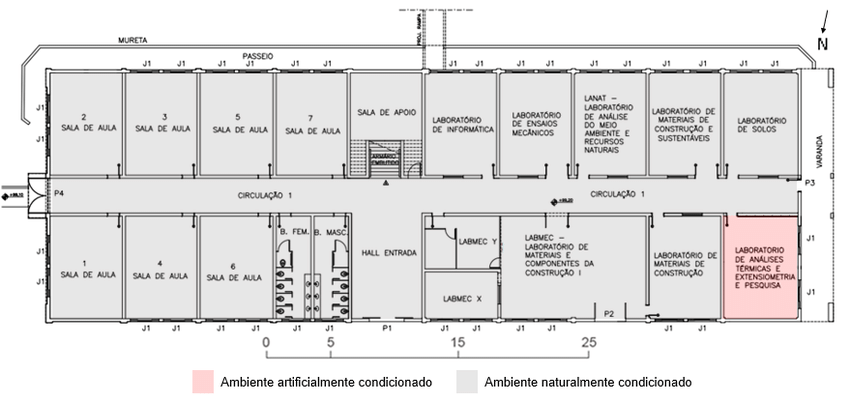 MURETA
PASSEIO
PROJ. RAMPA
N
J1 J1 J1 J1 J1 J1 J1 J1 J1 J1 J1 J1 J1 J1 J1 J1
J1
J1
2
SALA DE AULA
3
SALA DE AULA
5
SALA DE AULA
7
SALA DE AULA
SALA DE APOIO
ARMÁRIO
EMBUTIDO
LABORATÓRIO
DE INFORMÁTICA
LABORATÓRIO
DE ENSAIOS
MECÂNICOS
LANAT –
LABORATÓRIO
DE ANÁLISE
DO MEIO
AMBIENTE E
RECURSOS
NATURAIS
LABORATÓRIO DE
MATERIAIS DE
CONSTRUÇÃO E
SUSTENTÁVEIS
LABORATÓRIO
DE SOLOS
VARANDA
P4
CIRCULAÇÃO 1
CIRCULAÇÃO 1
P3
J1
J1
1
SALA DE AULA
4
SALA DE AULA
6
SALA DE AULA
B. FEM.
B. MASC.
HALL ENTRADA
LABMEC Y
LABMEC X
LABMEC –
LABORATÓRIO DE
MATERIAIS E
COMPONENTES DA
CONSTRUÇÃO I
LABORATÓRIO DE
MATERIAIS DE
CONSTRUÇÃO
LABORATÓRIO
DE ANÁLISES
TÉRMICAS E
EXTENSIOMETRIA
E PESQUISA
J1
J1
P2
J1 J1 J1 J1 J1 J1 P1 J1 J1 J1 J1 J1 J1
0 5 15 25
Ambiente artificialmente condicionado
Ambiente naturalmente condicionado